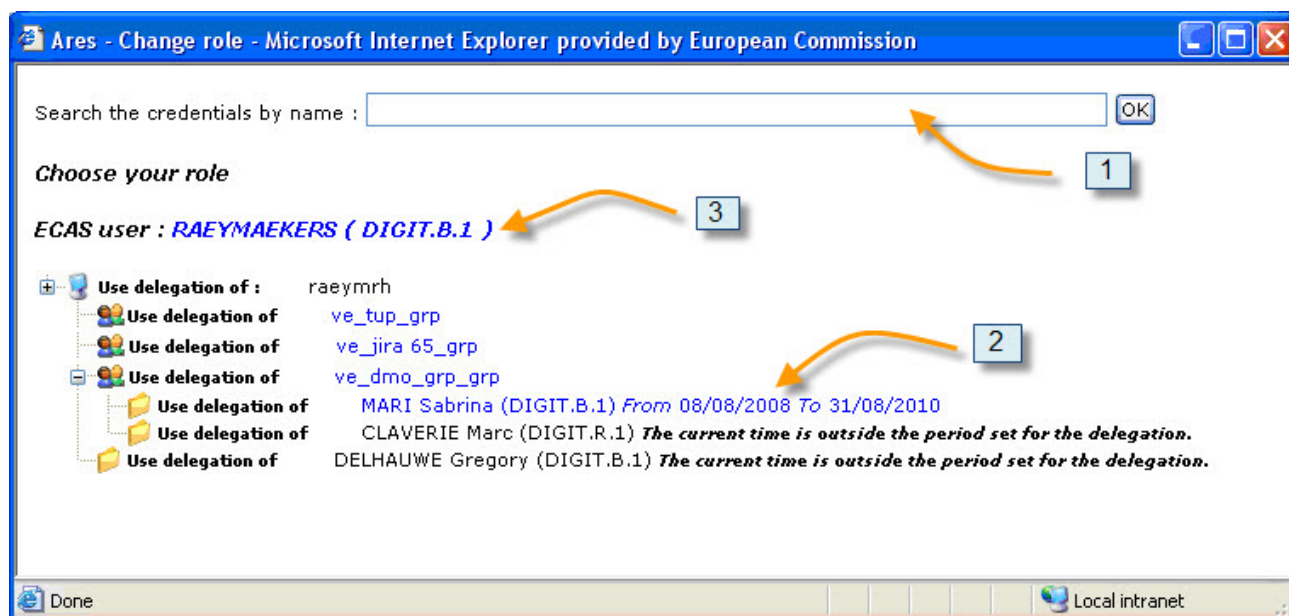 Ares - Change role - Microsoft Internet Explorer provided by European Commission
Search the credentials by name : OK
1
Choose your role
3
ECAS user : RAEYMAEKERS ( DIGIT.B.1 )
Use delegation of : raeymrh
Use delegation of ve_tup_grp
Use delegation of ve_jira 65_grp
2
Use delegation of ve_dmo_grp_grp
Use delegation of MARI Sabrina (DIGIT.B.1) From 08/08/2008 To 31/08/2010
Use delegation of CLAVERIE Marc (DIGIT.R.1) The current time is outside the period set for the delegation.
Use delegation of DELHAUWE Gregory (DIGIT.B.1) The current time is outside the period set for the delegation.
Done Local intranet